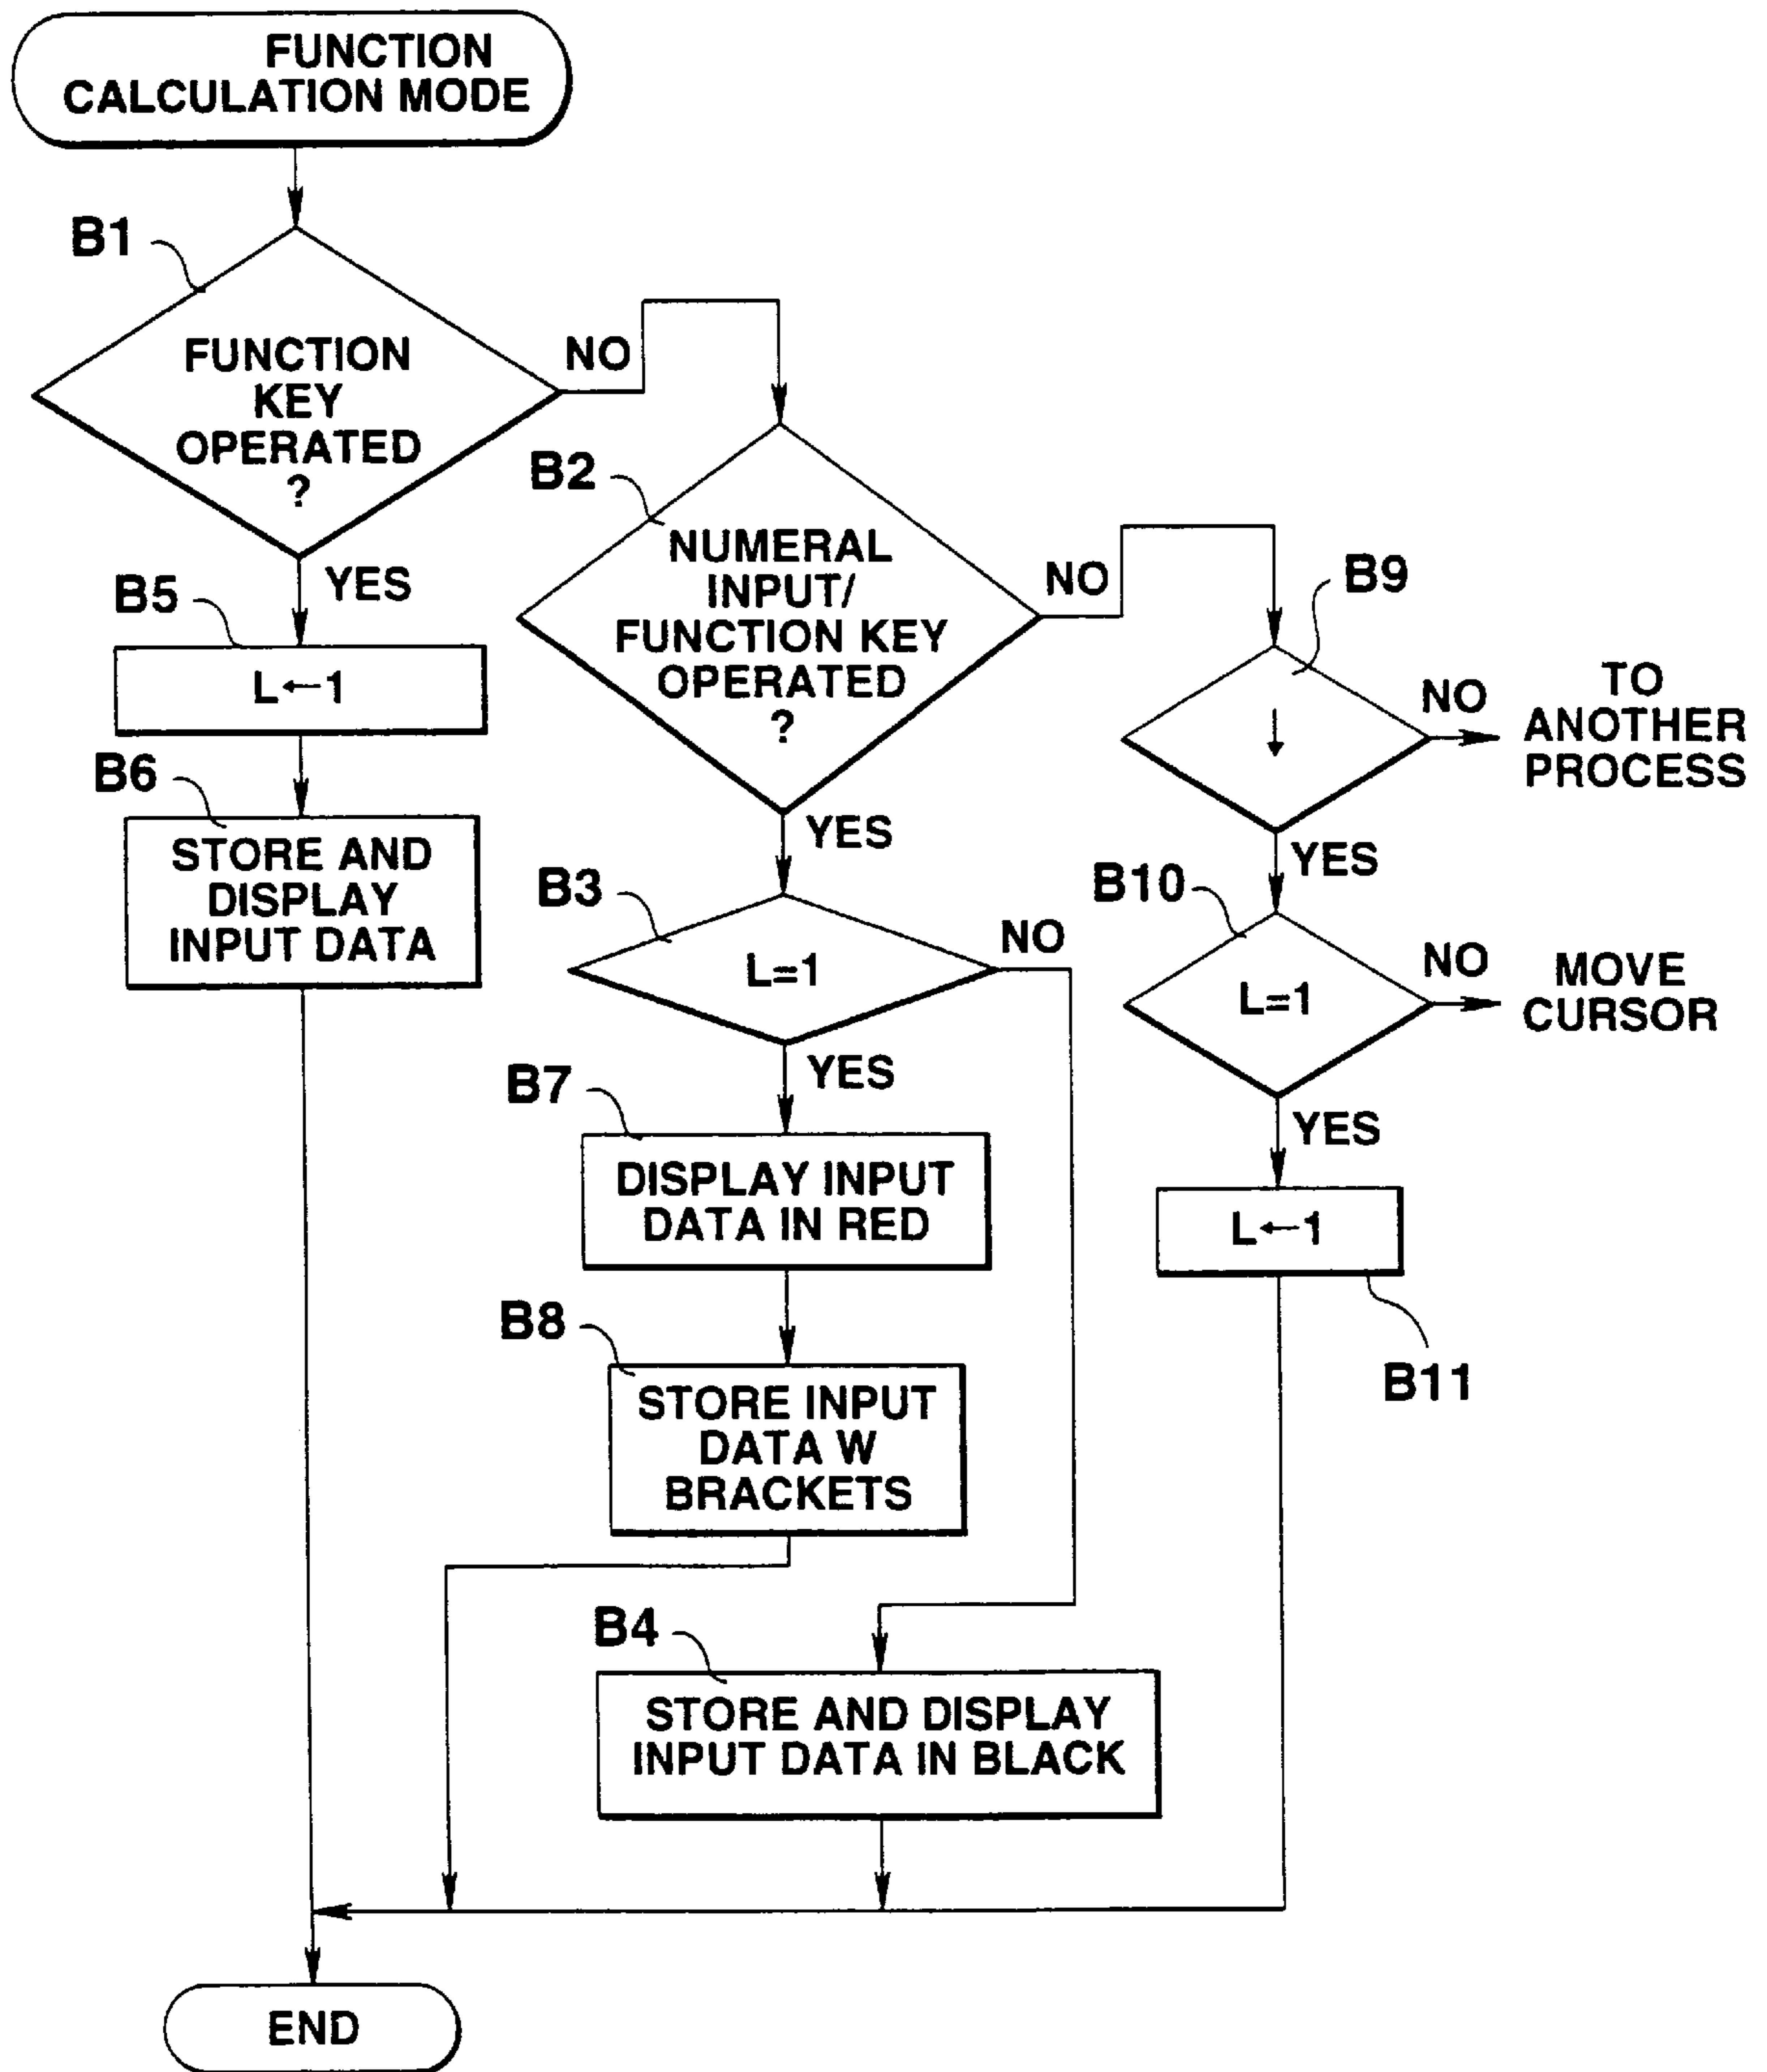 FUNCTION
CALCULATION MODE
B1
FUNCTION
KEY
OPERATED
?
NO
YES
B2
NUMERAL
INPUT/
FUNCTION KEY
OPERATED
?
NO
YES
B5
L←1
B6
STORE AND
DISPLAY
INPUT DATA
B9
↓
NO
TO
ANOTHER
PROCESS
YES
B3
L=1
NO
YES
B10
L=1
NO
MOVE
CURSOR
YES
B7
DISPLAY INPUT
DATA IN RED
L←1
B11
B8
STORE INPUT
DATA W
BRACKETS
B4
STORE AND DISPLAY
INPUT DATA IN BLACK
END